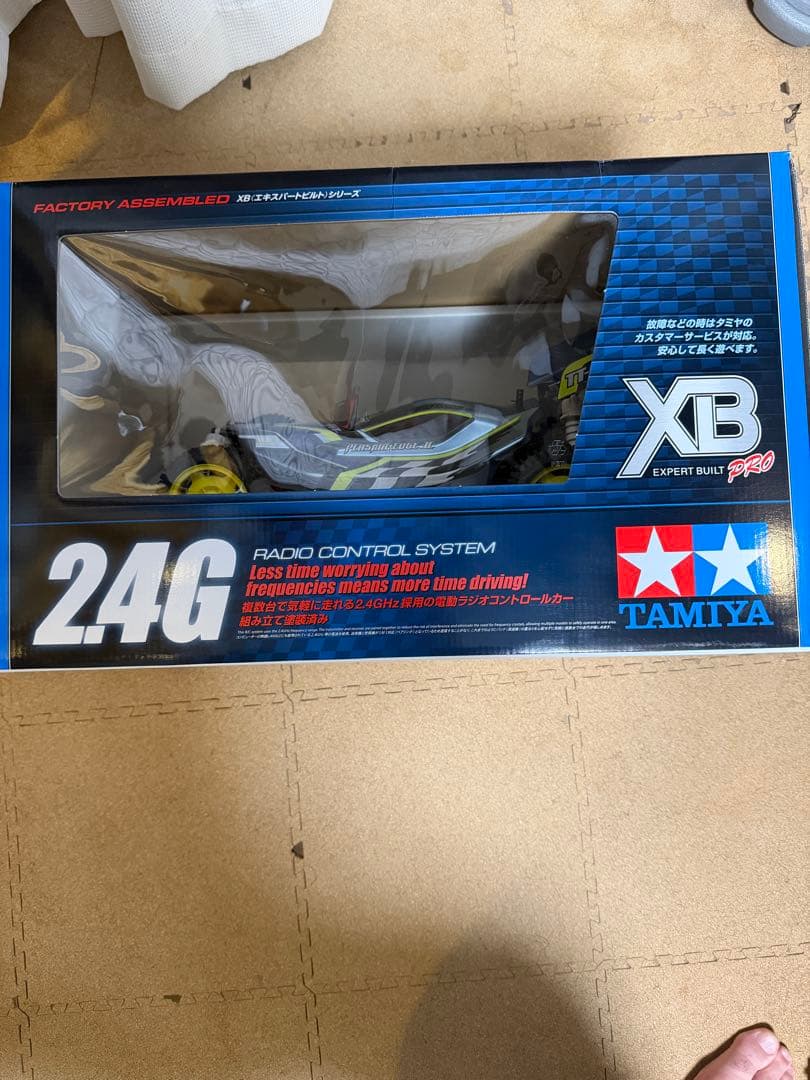 FACTORY ASSEMBLED XB(エキスパートビルト)シリーズ
故障などの時はタミヤの
カスタマーサービスが対応。
安心して長く遊べます。
XB
EXPERT BUILT PRO
PLASMA EDGE II
2.4G
RADIO CONTROL SYSTEM
Less time worrying about
frequencies means more time driving!
複数台で気軽に走れる2.4GHz採用の電動ラジオコントロールカー
組み立て塗装済み
TAMIYA